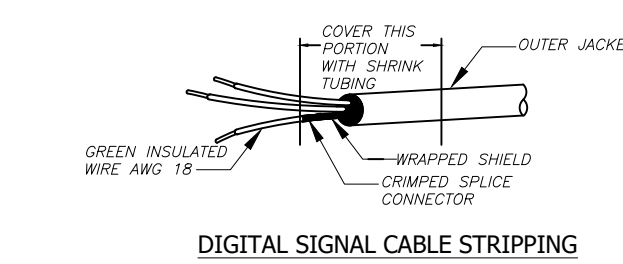 COVER THIS
PORTION
WITH SHRINK
TUBING
OUTER JACKE
GREEN INSULATED
WIRE AWG 18
WRAPPED SHIELD
CRIMPED SPLICE
CONNECTOR
DIGITAL SIGNAL CABLE STRIPPING